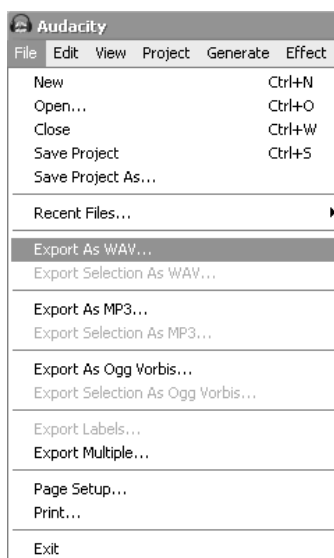 Audacity
File Edit View Project Generate Effect
New Ctrl+N
Open... Ctrl+O
Close Ctrl+W
Save Project Ctrl+S
Save Project As...
Recent Files...
Export As WAV...
Export Selection As WAV...
Export As MP3...
Export Selection As MP3...
Export As Ogg Vorbis...
Export Selection As Ogg Vorbis...
Export Labels...
Export Multiple...
Page Setup...
Print...
Exit